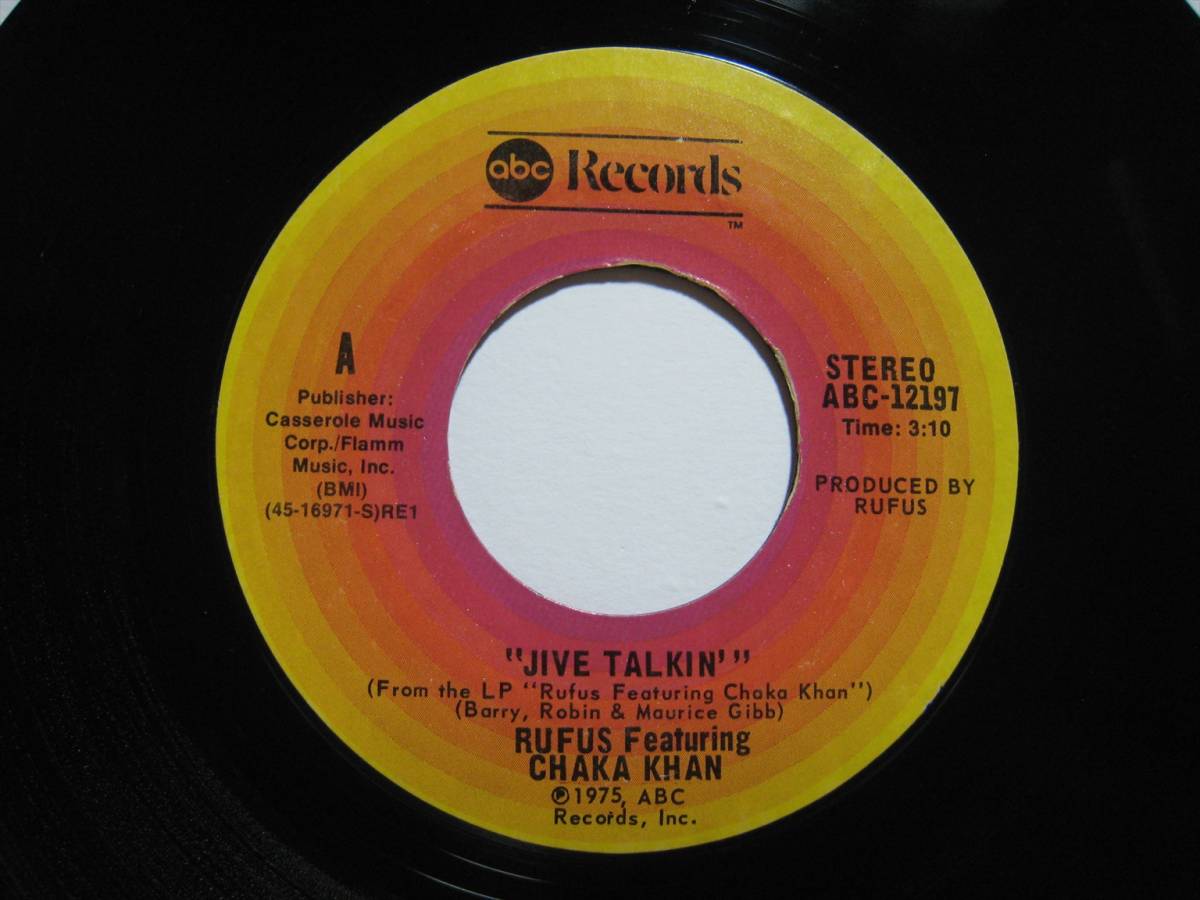 abc Records
TM
A
Publisher:
Casserole Music
Corp./Flamm
Music, Inc.
(BMI)
(45-16971-S)RE1
STEREO
ABC-12197
Time: 3:10
PRODUCED BY
RUFUS
"JIVE TALKIN'"
(From the LP "Rufus Featuring Chaka Khan")
(Barry, Robin & Maurice Gibb)
RUFUS Featuring
CHAKA KHAN
℗1975, ABC
Records, Inc.